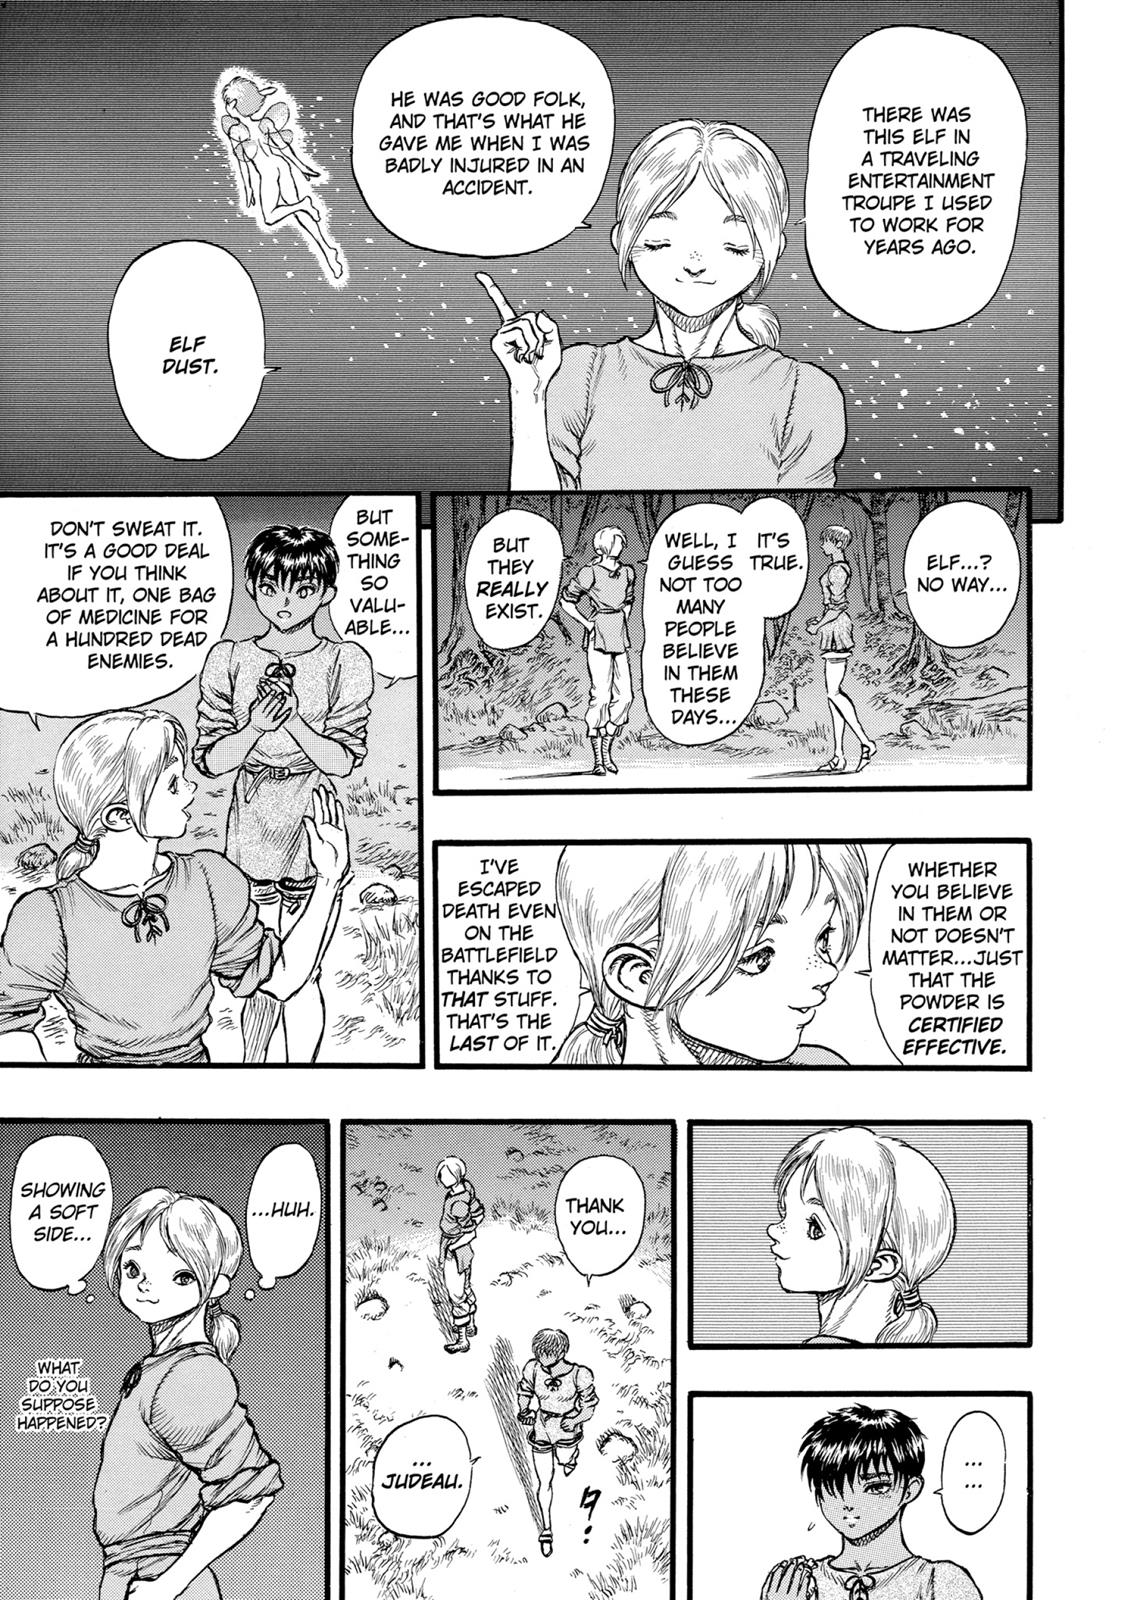 THERE WAS
THIS ELF IN
A TRAVELING
ENTERTAINMENT
TROUPE I USED
TO WORK FOR
YEARS AGO.
HE WAS GOOD FOLK,
AND THAT'S WHAT HE
GAVE ME WHEN I WAS
BADLY INJURED IN AN
ACCIDENT.
ELF
DUST.
ELF...?
NO WAY...
IT'S
TRUE.
WELL, I
GUESS
NOT TOO
MANY
PEOPLE
BELIEVE
IN THEM
THESE
DAYS...
BUT
THEY
REALLY
EXIST.
WHETHER
YOU BELIEVE
IN THEM OR
NOT DOESN'T
MATTER...JUST
THAT THE
POWDER IS
CERTIFIED
EFFECTIVE.
I'VE
ESCAPED
DEATH EVEN
ON THE
BATTLEFIELD
THANKS TO
THAT STUFF.
THAT'S THE
LAST OF IT.
BUT
SOME-
THING
SO
VALU-
ABLE...
DON'T SWEAT IT.
IT'S A GOOD DEAL
IF YOU THINK
ABOUT IT, ONE BAG
OF MEDICINE FOR
A HUNDRED DEAD
ENEMIES.
...
...
THANK
YOU...
...
JUDEAU.
タ・
...HUH.
SHOWING
A SOFT
SIDE...
WHAT
DO YOU
SUPPOSE
HAPPENED?